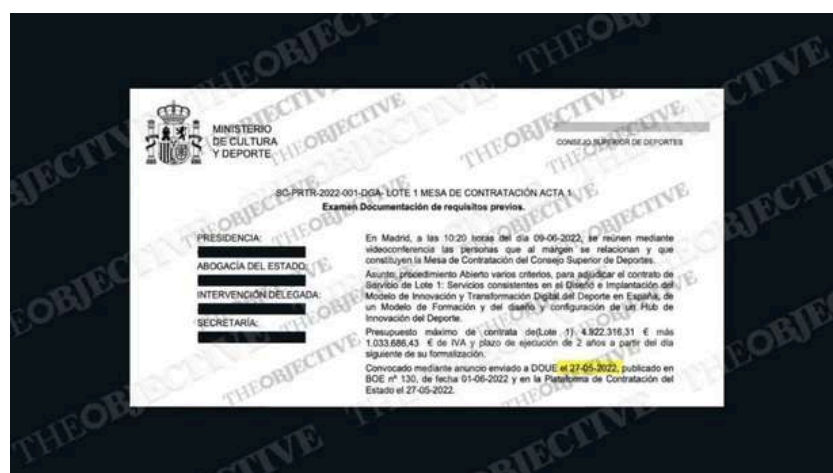 MINISTERIO
DE CULTURA
Y DEPORTE
CONSEJO SUPERIOR DE DEPORTES
SC-PRTR-2022-001-DGA- LOTE 1 MESA DE CONTRATACIÓN ACTA 1
Examen Documentación de requisitos previos.
PRESIDENCIA:
ABOGACÍA DEL ESTADO:
INTERVENCIÓN DELEGADA:
SECRETARÍA:
En Madrid, a las 10:20 horas del día 09-06-2022, se reúnen mediante
videoconferencia las personas que al margen se relacionan y que
constituyen la Mesa de Contratación del Consejo Superior de Deportes.
Asunto, procedimiento Abierto varios criterios, para adjudicar el contrato de
Servicio de Lote 1: Servicios consistentes en el Diseño e Implantación del
Modelo de Innovación y Transformación Digital del Deporte en España, de
un Modelo de Formación y del diseño y configuración de un Hub de
Innovación del Deporte.
Presupuesto máximo de contrata de(Lote 1) 4.922.316,31 € más
1.033.686,43 € de IVA y plazo de ejecución de 2 años a partir del día
siguiente de su formalización.
Convocado mediante anuncio enviado a DOUE el 27-05-2022, publicado en
BOE nº 130, de fecha 01-06-2022 y en la Plataforma de Contratación del
Estado el 27-05-2022.
THEOBJECTIVE